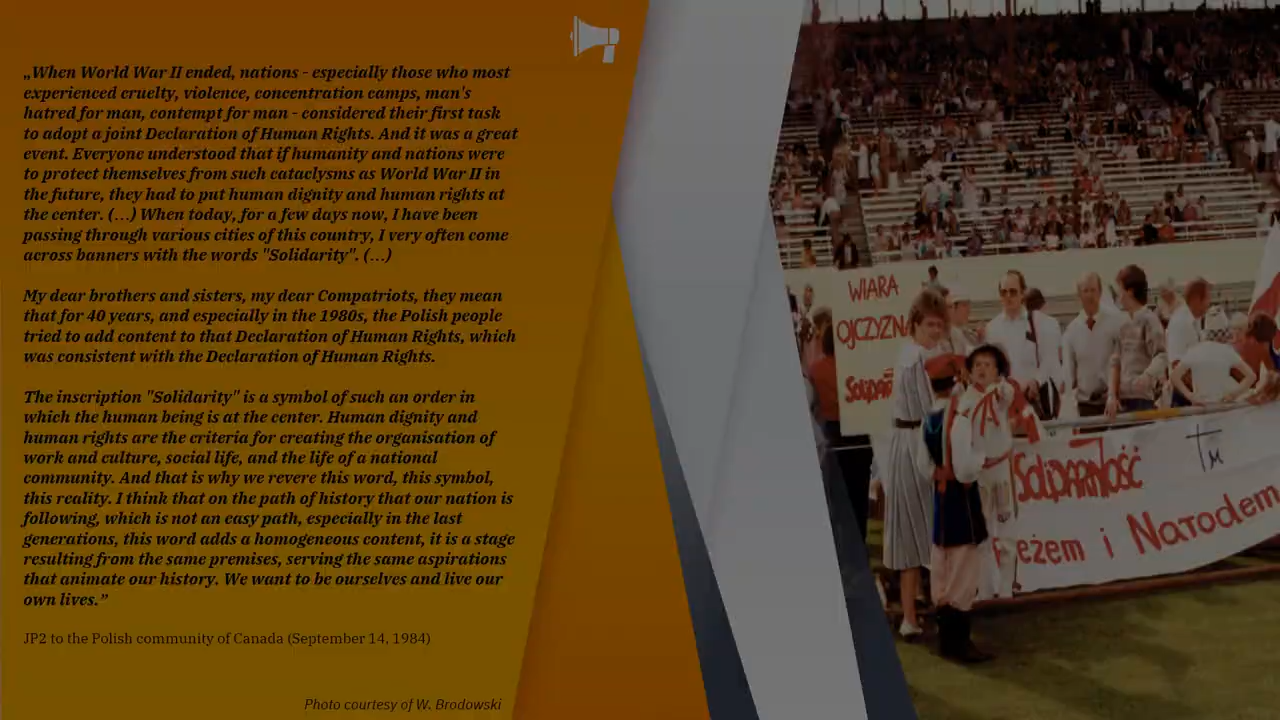 „When World War II ended, nations - especially those who most
experienced cruelty, violence, concentration camps, man's
hatred for man, contempt for man - considered their first task
to adopt a joint Declaration of Human Rights. And it was a great
event. Everyone understood that if humanity and nations were
to protect themselves from such cataclysms as World War II in
the future, they had to put human dignity and human rights at
the center. (...) When today, for a few days now, I have been
passing through various cities of this country, I very often come
across banners with the words "Solidarity". (...)
My dear brothers and sisters, my dear Compatriots, they mean
that for 40 years, and especially in the 1980s, the Polish people
tried to add content to that Declaration of Human Rights, which
was consistent with the Declaration of Human Rights.
The inscription "Solidarity" is a symbol of such an order in
which the human being is at the center. Human dignity and
human rights are the criteria for creating the organisation of
work and culture, social life, and the life of a national
community. And that is why we revere this word, this symbol,
this reality. I think that on the path of history that our nation is
following, which is not an easy path, especially in the last
generations, this word adds a homogeneous content, it is a stage
resulting from the same premises, serving the same aspirations
that animate our history. We want to be ourselves and live our
own lives.”
JP2 to the Polish community of Canada (September 14, 1984)
Photo courtesy of W. Brodowski
WIARA
OJCZYZNA
Solidarność
i Narodem